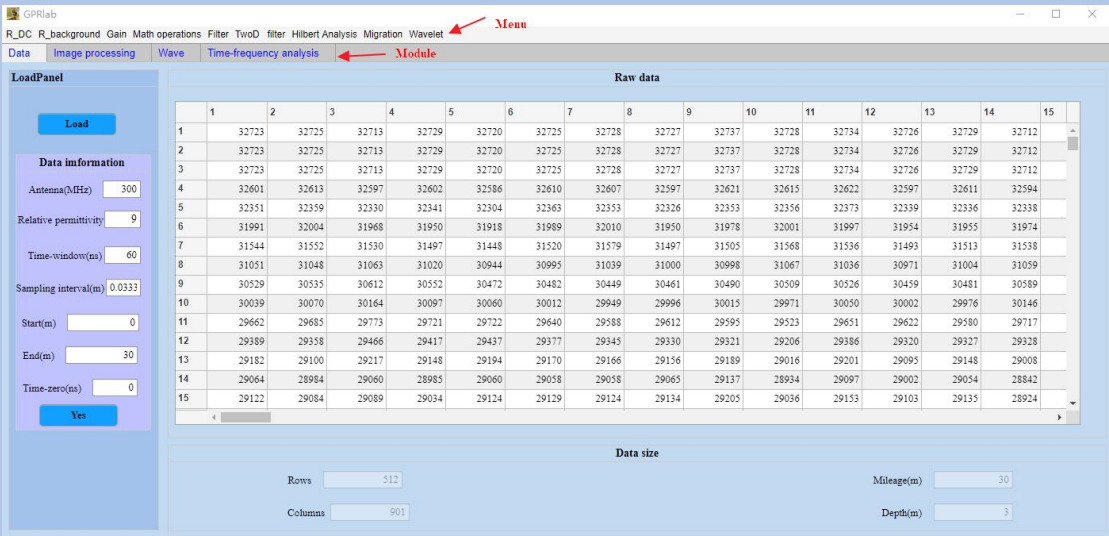 GPRlab
Menu
R_DC R_background Gain Math operations Filter TwoD filter Hilbert Analysis Migration Wavelet
Data Image processing Wave Time-frequency analysis
Module
LoadPanel
Load
Data imformation
Antenna(MHz) 300
Relative permittivity 9
Time-window(ns) 60
Sampling interval(m) 0.0333
Start(m) 0
End(m) 30
Time-zero(ns) 0
Yes
Raw data
1 2 3 4 5 6 7 8 9 10 11 12 13 14 15
1 32723 32725 32713 32729 32720 32725 32728 32727 32737 32728 32734 32726 32729 32712
2 32723 32725 32713 32729 32720 32725 32728 32727 32737 32728 32734 32726 32729 32712
3 32723 32725 32713 32729 32720 32725 32728 32727 32737 32728 32734 32726 32729 32712
4 32601 32613 32597 32602 32586 32610 32607 32597 32621 32615 32622 32597 32611 32594
5 32351 32359 32330 32341 32304 32363 32353 32326 32353 32356 32373 32339 32336 32338
6 31991 32004 31968 31950 31918 31989 32010 31950 31978 32001 31997 31954 31955 31974
7 31544 31552 31530 31497 31448 31520 31579 31497 31505 31568 31536 31493 31513 31538
8 31051 31048 31063 31020 30944 30995 31039 31000 30998 31067 31036 30971 31004 31059
9 30529 30535 30612 30552 30472 30482 30449 30461 30490 30509 30526 30459 30481 30589
10 30039 30070 30164 30097 30060 30012 29949 29996 30015 29971 30050 30002 29976 30146
11 29662 29685 29773 29721 29722 29640 29588 29612 29595 29523 29651 29622 29580 29717
12 29389 29358 29466 29417 29437 29377 29345 29330 29321 29206 29386 29320 29327 29328
13 29182 29100 29217 29148 29194 29170 29166 29156 29189 29016 29201 29095 29148 29008
14 29064 28984 29060 28985 29060 29058 29058 29065 29137 28934 29097 29002 29054 28842
15 29122 29084 29089 29034 29124 29129 29124 29134 29205 29036 29153 29103 29135 28924
Data size
Rows 512
Mileage(m) 30
Columns 901
Depth(m) 3